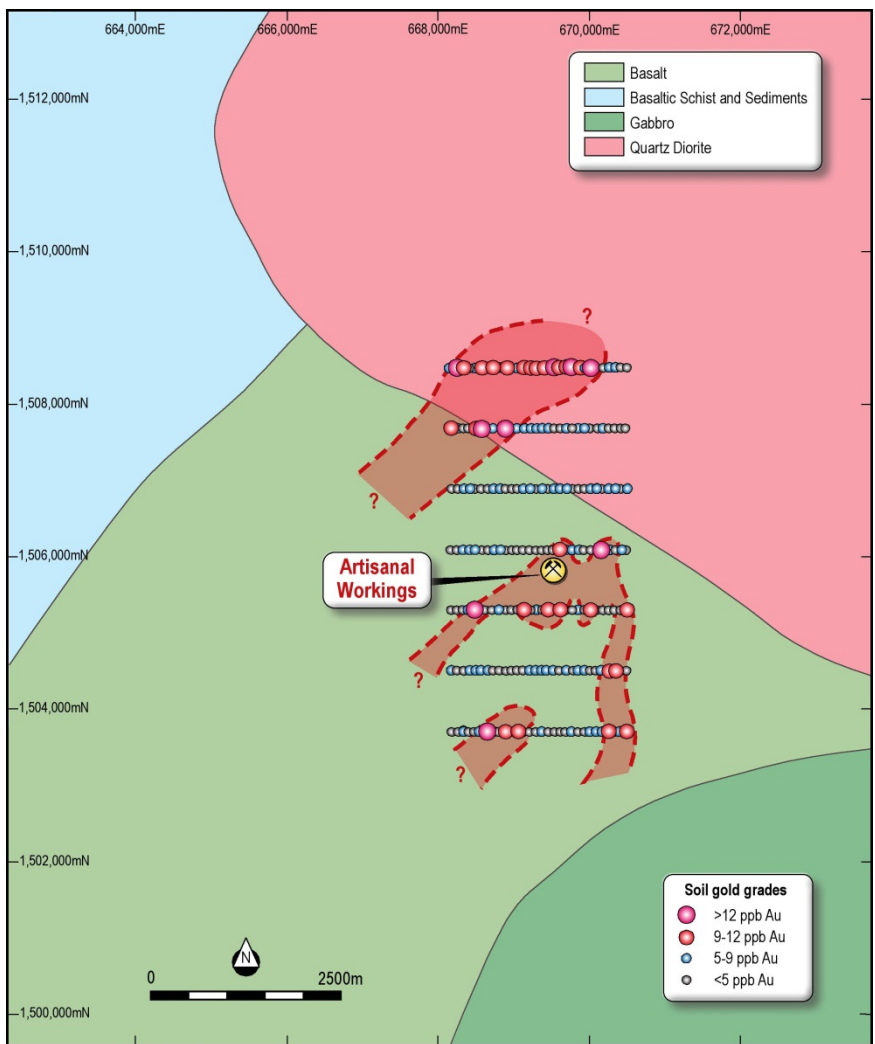 664,000mE 666,000mE 668,000mE 670,000mE 672,000mE
Basalt
Basaltic Schist and Sediments
Gabbro
Quartz Diorite
1,512,000mN
1,510,000mN
?
1,508,000mN
?
1,506,000mN
Artisanal
Workings
?
1,504,000mN
?
1,502,000mN
Soil gold grades
>12 ppb Au
9-12 ppb Au
5-9 ppb Au
<5 ppb Au
N
0 2500m
1,500,000mN